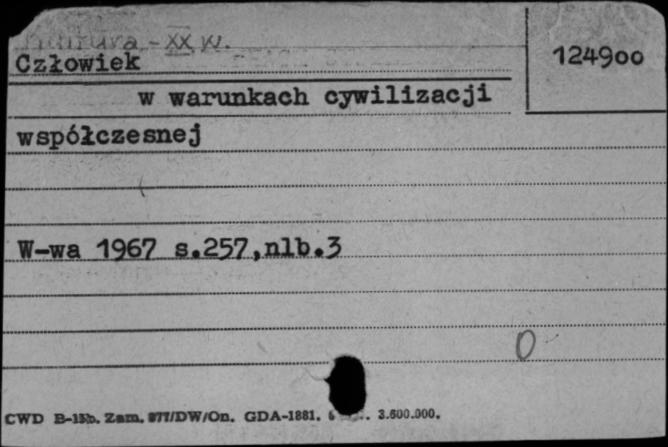 Kultura - XX w.
Człowiek
124900
w warunkach cywilizacji
współczesnej
W-wa 1967 s.257,nlb.3
0
CWD B-15b. Zam. 877/DW/On. GDA-1881. 3.600.000.